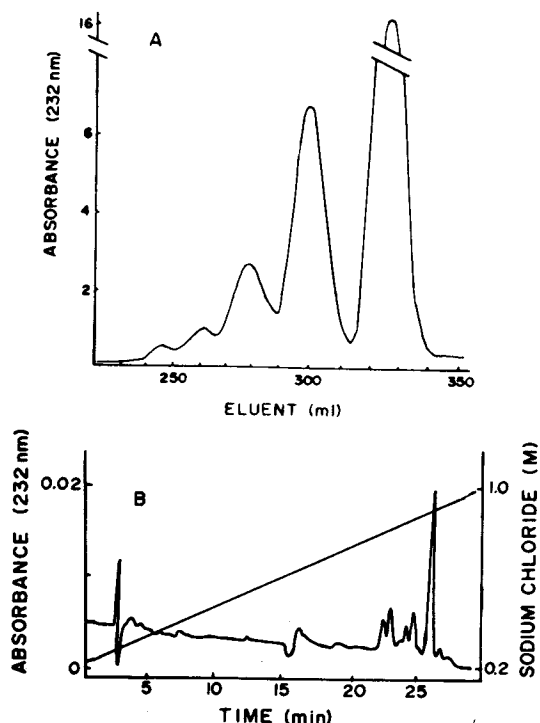 A
ABSORBANCE (232 nm)
16
6
4
2
250
300
350
ELUENT (ml)
B
ABSORBANCE (232 nm)
0.02
0
1.0
0.2
SODIUM CHLORIDE (M)
5
10
15
20
25
TIME (min)